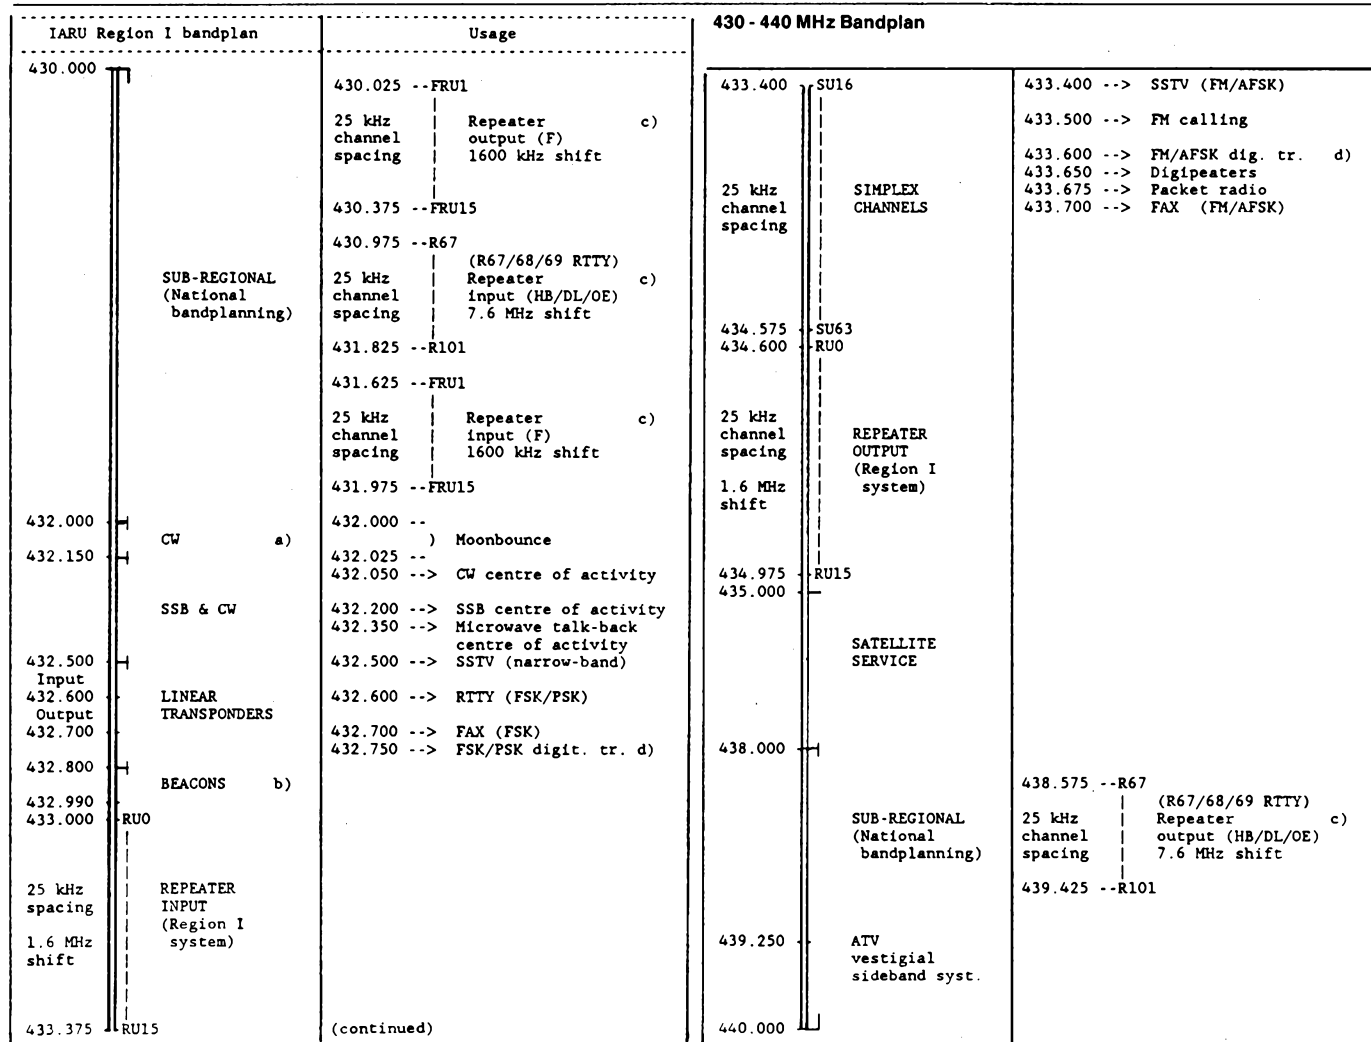 430 - 440 MHz Bandplan
IARU Region I bandplan
Usage
430.000
SUB-REGIONAL
(National
bandplanning)
430.025 --FRU1
25 kHz Repeater c)
channel output (F)
spacing 1600 kHz shift
430.375 --FRU15
430.975 --R67
(R67/68/69 RTTY)
25 kHz Repeater c)
channel input (HB/DL/OE)
spacing 7.6 MHz shift
431.825 --R101
431.625 --FRU1
25 kHz Repeater c)
channel input (F)
spacing 1600 kHz shift
431.975 --FRU15
432.000
CW a)
432.150
SSB & CW
432.500
Input
432.600 LINEAR
Output TRANSPONDERS
432.700
432.800
BEACONS b)
432.990
433.000 RU0
25 kHz REPEATER
spacing INPUT
(Region I
1.6 MHz system)
shift
433.375 RU15
432.000 --
) Moonbounce
432.025 --
432.050 --> CW centre of activity
432.200 --> SSB centre of activity
432.350 --> Microwave talk-back
centre of activity
432.500 --> SSTV (narrow-band)
432.600 --> RTTY (FSK/PSK)
432.700 --> FAX (FSK)
432.750 --> FSK/PSK digit. tr. d)
(continued)
433.400 SU16
25 kHz SIMPLEX
channel CHANNELS
spacing
434.575 SU63
434.600 RU0
25 kHz
channel REPEATER
spacing OUTPUT
(Region I
1.6 MHz system)
shift
434.975 RU15
435.000
SATELLITE
SERVICE
438.000
SUB-REGIONAL
(National
bandplanning)
439.250 ATV
vestigial
sideband syst.
440.000
433.400 --> SSTV (FM/AFSK)
433.500 --> FM calling
433.600 --> FM/AFSK dig. tr. d)
433.650 --> Digipeaters
433.675 --> Packet radio
433.700 --> FAX (FM/AFSK)
438.575 --R67
(R67/68/69 RTTY)
25 kHz Repeater c)
channel output (HB/DL/OE)
spacing 7.6 MHz shift
439.425 --R101